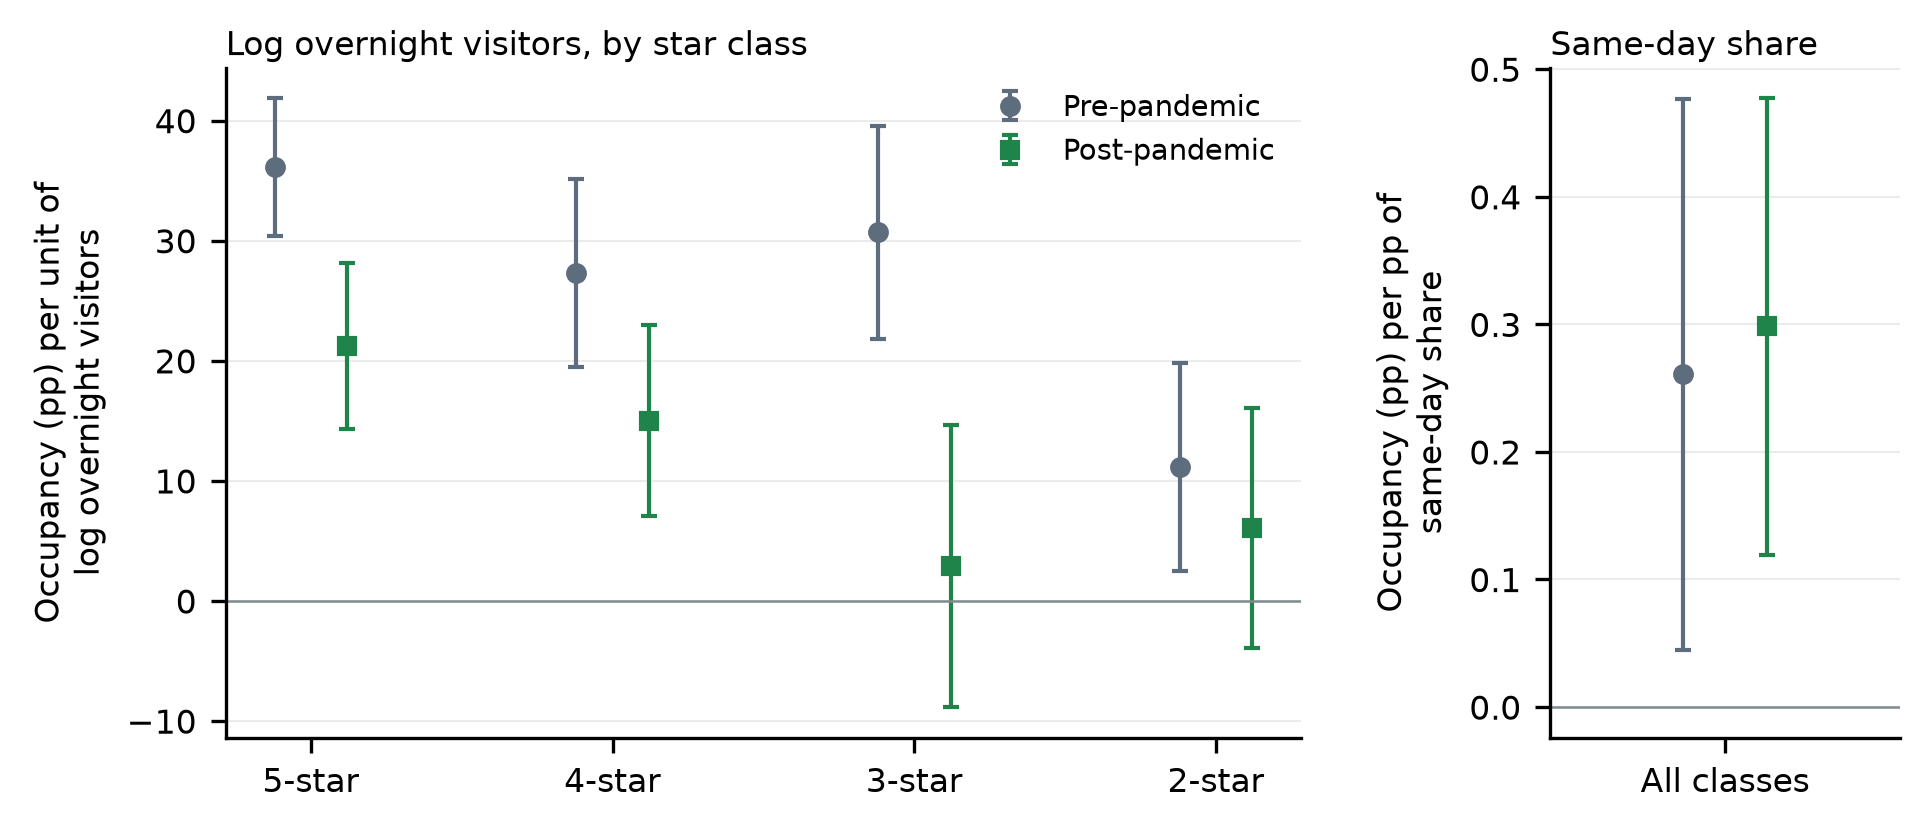 Log overnight visitors, by star class
Occupancy (pp) per unit of
log overnight visitors
40
30
20
10
0
−10
Pre-pandemic
Post-pandemic
5-star
4-star
3-star
2-star
Same-day share
Occupancy (pp) per pp of
same-day share
0.5
0.4
0.3
0.2
0.1
0.0
All classes